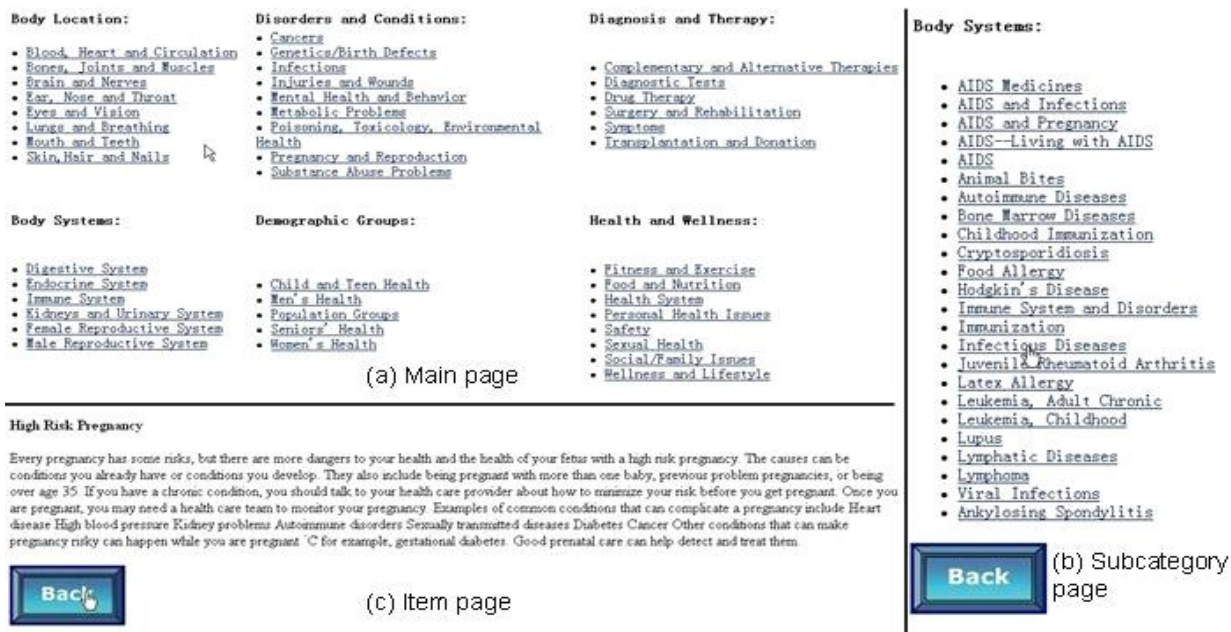 Body Location:
• Blood, Heart and Circulation
• Bones, Joints and Muscles
• Brain and Nerves
• Ear, Nose and Throat
• Eyes and Vision
• Lungs and Breathing
• Mouth and Teeth
• Skin,Hair and Nails
Disorders and Conditions:
• Cancers
• Genetics/Birth Defects
• Infections
• Injuries and Wounds
• Mental Health and Behavior
• Metabolic Problems
• Poisoning, Toxicology, Environmental
Health
• Pregnancy and Reproduction
• Substance Abuse Problems
Diagnosis and Therapy:
• Complementary and Alternative Therapies
• Diagnostic Tests
• Drug Therapy
• Surgery and Rehabilitation
• Symptoms
• Transplantation and Donation
Body Systems:
• Digestive System
• Endocrine System
• Immune System
• Kidneys and Urinary System
• Female Reproductive System
• Male Reproductive System
Demographic Groups:
• Child and Teen Health
• Men's Health
• Population Groups
• Seniors' Health
• Women's Health
Health and Wellness:
• Fitness and Exercise
• Food and Nutrition
• Health System
• Personal Health Issues
• Safety
• Sexual Health
• Social/Family Issues
• Wellness and Lifestyle
(a) Main page
Body Systems:
• AIDS Medicines
• AIDS and Infections
• AIDS and Pregnancy
• AIDS--Living with AIDS
• AIDS
• Animal Bites
• Autoimmune Diseases
• Bone Marrow Diseases
• Childhood Immunization
• Cryptosporidiosis
• Food Allergy
• Hodgkin's Disease
• Immune System and Disorders
• Immunization
• Infectious Diseases
• Juvenile Rheumatoid Arthritis
• Latex Allergy
• Leukemia, Adult Chronic
• Leukemia, Childhood
• Lupus
• Lymphatic Diseases
• Lymphoma
• Viral Infections
• Ankylosing Spondylitis
Back
(b) Subcategory
page
High Risk Pregnancy
Every pregnancy has some risks, but there are more dangers to your health and the health of your fetus with a high risk pregnancy. The causes can be
conditions you already have or conditions you develop. They also include being pregnant with more than one baby, previous problem pregnancies, or being
over age 35. If you have a chronic condition, you should talk to your health care provider about how to minimize your risk before you get pregnant. Once you
are pregnant, you may need a health care team to monitor your pregnancy. Examples of common conditions that can complicate a pregnancy include Heart
disease High blood pressure Kidney problems Autoimmune disorders Sexually transmitted diseases Diabetes Cancer Other conditions that can make
pregnancy risky can happen while you are pregnant ¨C for example, gestational diabetes. Good prenatal care can help detect and treat them.
Back
(c) Item page